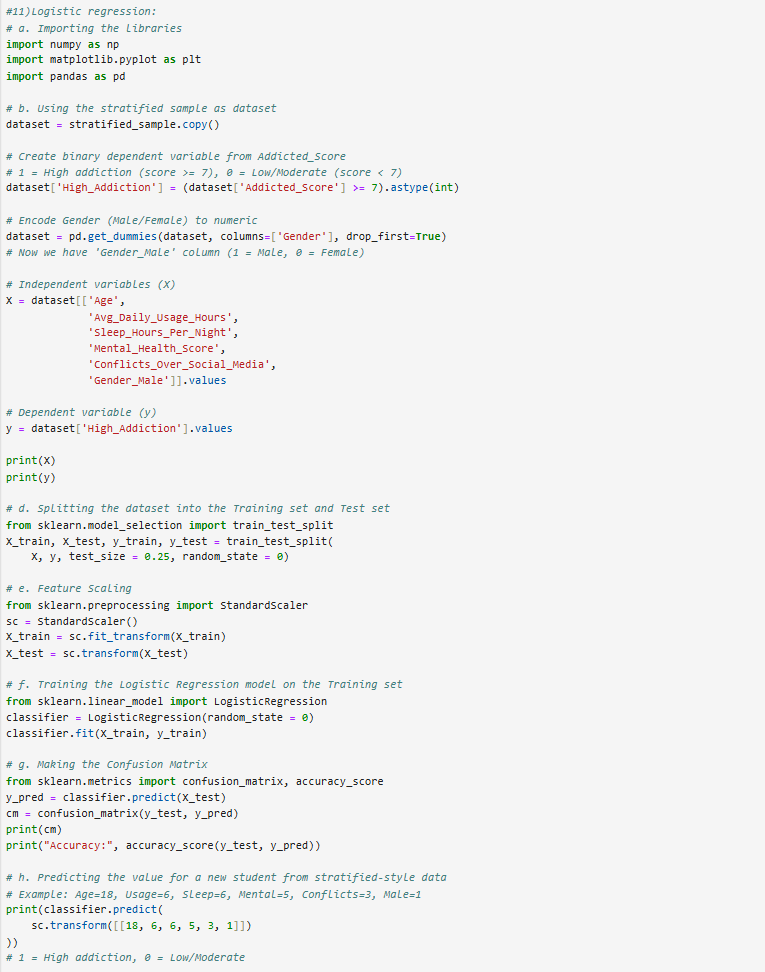 #11)Logistic regression:
# a. Importing the libraries
import numpy as np
import matplotlib.pyplot as plt
import pandas as pd
# b. Using the stratified sample as dataset
dataset = stratified_sample.copy()
# Create binary dependent variable from Addicted_Score
# 1 = High addiction (score >= 7), 0 = Low/Moderate (score < 7)
dataset['High_Addiction'] = (dataset['Addicted_Score'] >= 7).astype(int)
# Encode Gender (Male/Female) to numeric
dataset = pd.get_dummies(dataset, columns=['Gender'], drop_first=True)
# Now we have 'Gender_Male' column (1 = Male, 0 = Female)
# Independent variables (X)
X = dataset[['Age',
'Avg_Daily_Usage_Hours',
'Sleep_Hours_Per_Night',
'Mental_Health_Score',
'Conflicts_Over_Social_Media',
'Gender_Male']].values
# Dependent variable (y)
y = dataset['High_Addiction'].values
print(X)
print(y)
# d. Splitting the dataset into the Training set and Test set
from sklearn.model_selection import train_test_split
X_train, X_test, y_train, y_test = train_test_split(
X, y, test_size = 0.25, random_state = 0)
# e. Feature Scaling
from sklearn.preprocessing import StandardScaler
sc = StandardScaler()
X_train = sc.fit_transform(X_train)
X_test = sc.transform(X_test)
# f. Training the Logistic Regression model on the Training set
from sklearn.linear_model import LogisticRegression
classifier = LogisticRegression(random_state = 0)
classifier.fit(X_train, y_train)
# g. Making the Confusion Matrix
from sklearn.metrics import confusion_matrix, accuracy_score
y_pred = classifier.predict(X_test)
cm = confusion_matrix(y_test, y_pred)
print(cm)
print("Accuracy:", accuracy_score(y_test, y_pred))
# h. Predicting the value for a new student from stratified-style data
# Example: Age=18, Usage=6, Sleep=6, Mental=5, Conflicts=3, Male=1
print(classifier.predict(
sc.transform([[18, 6, 6, 5, 3, 1]])
))
# 1 = High addiction, 0 = Low/Moderate